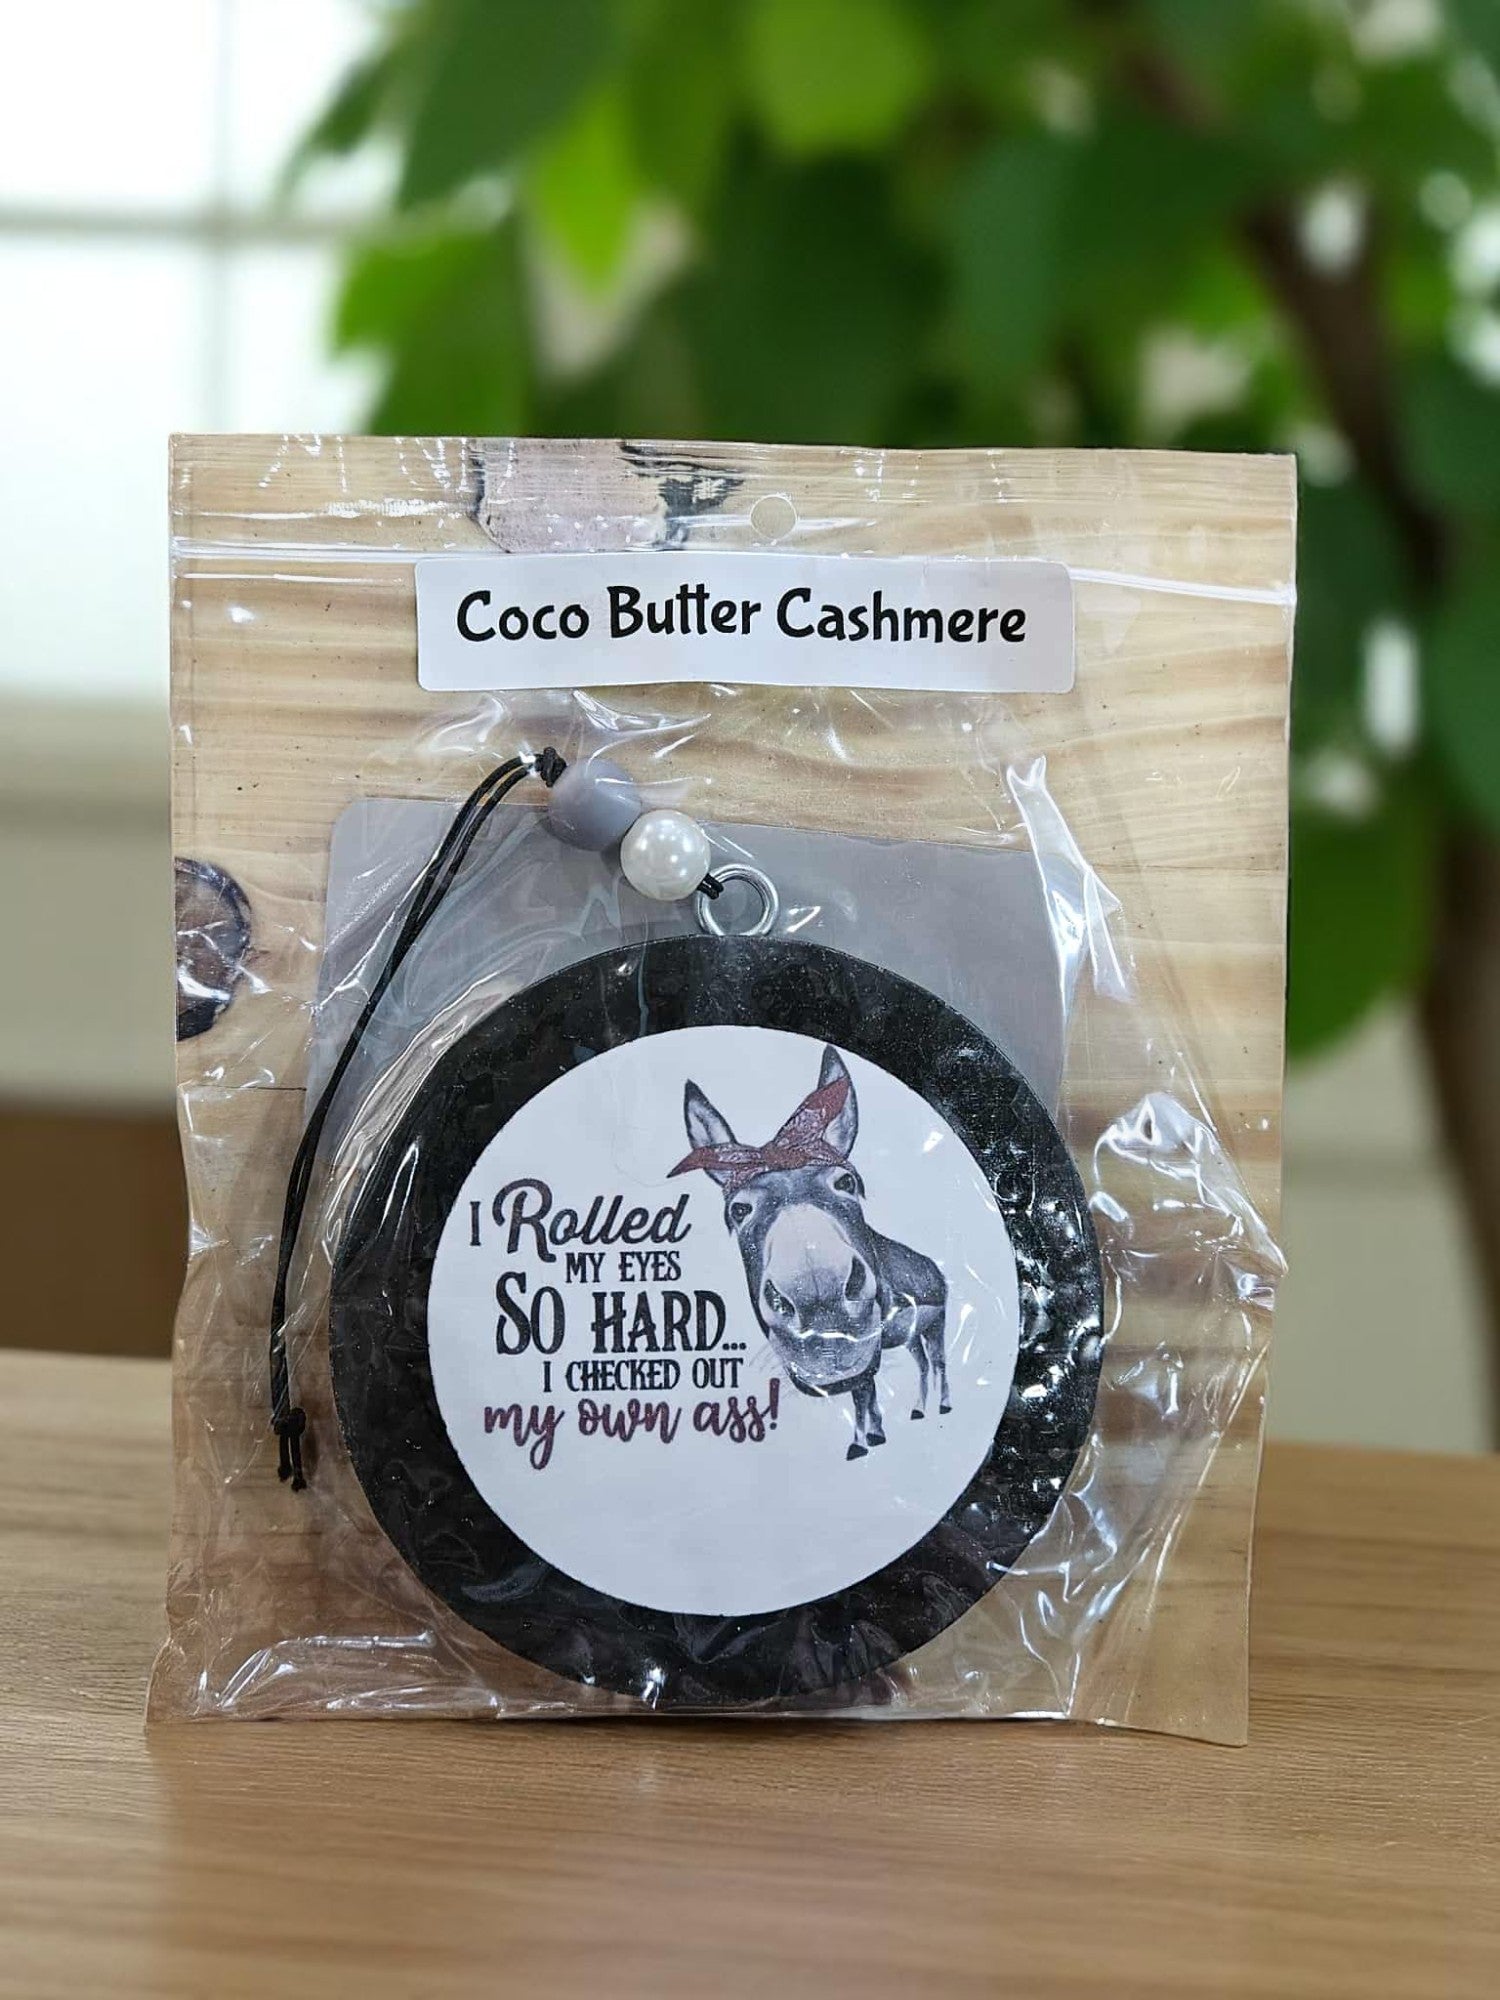 Coco Butter Cashmere
I Rolled
MY EYES
SO HARD...
I CHECKED OUT
my own ass!